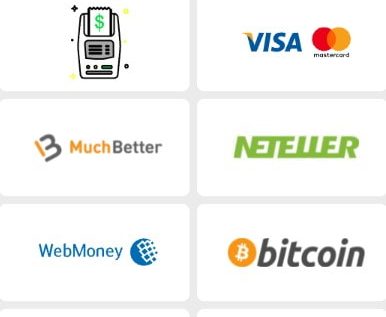 $
VISA
mastercard
MuchBetter
NETELLER
WebMoney
bitcoin